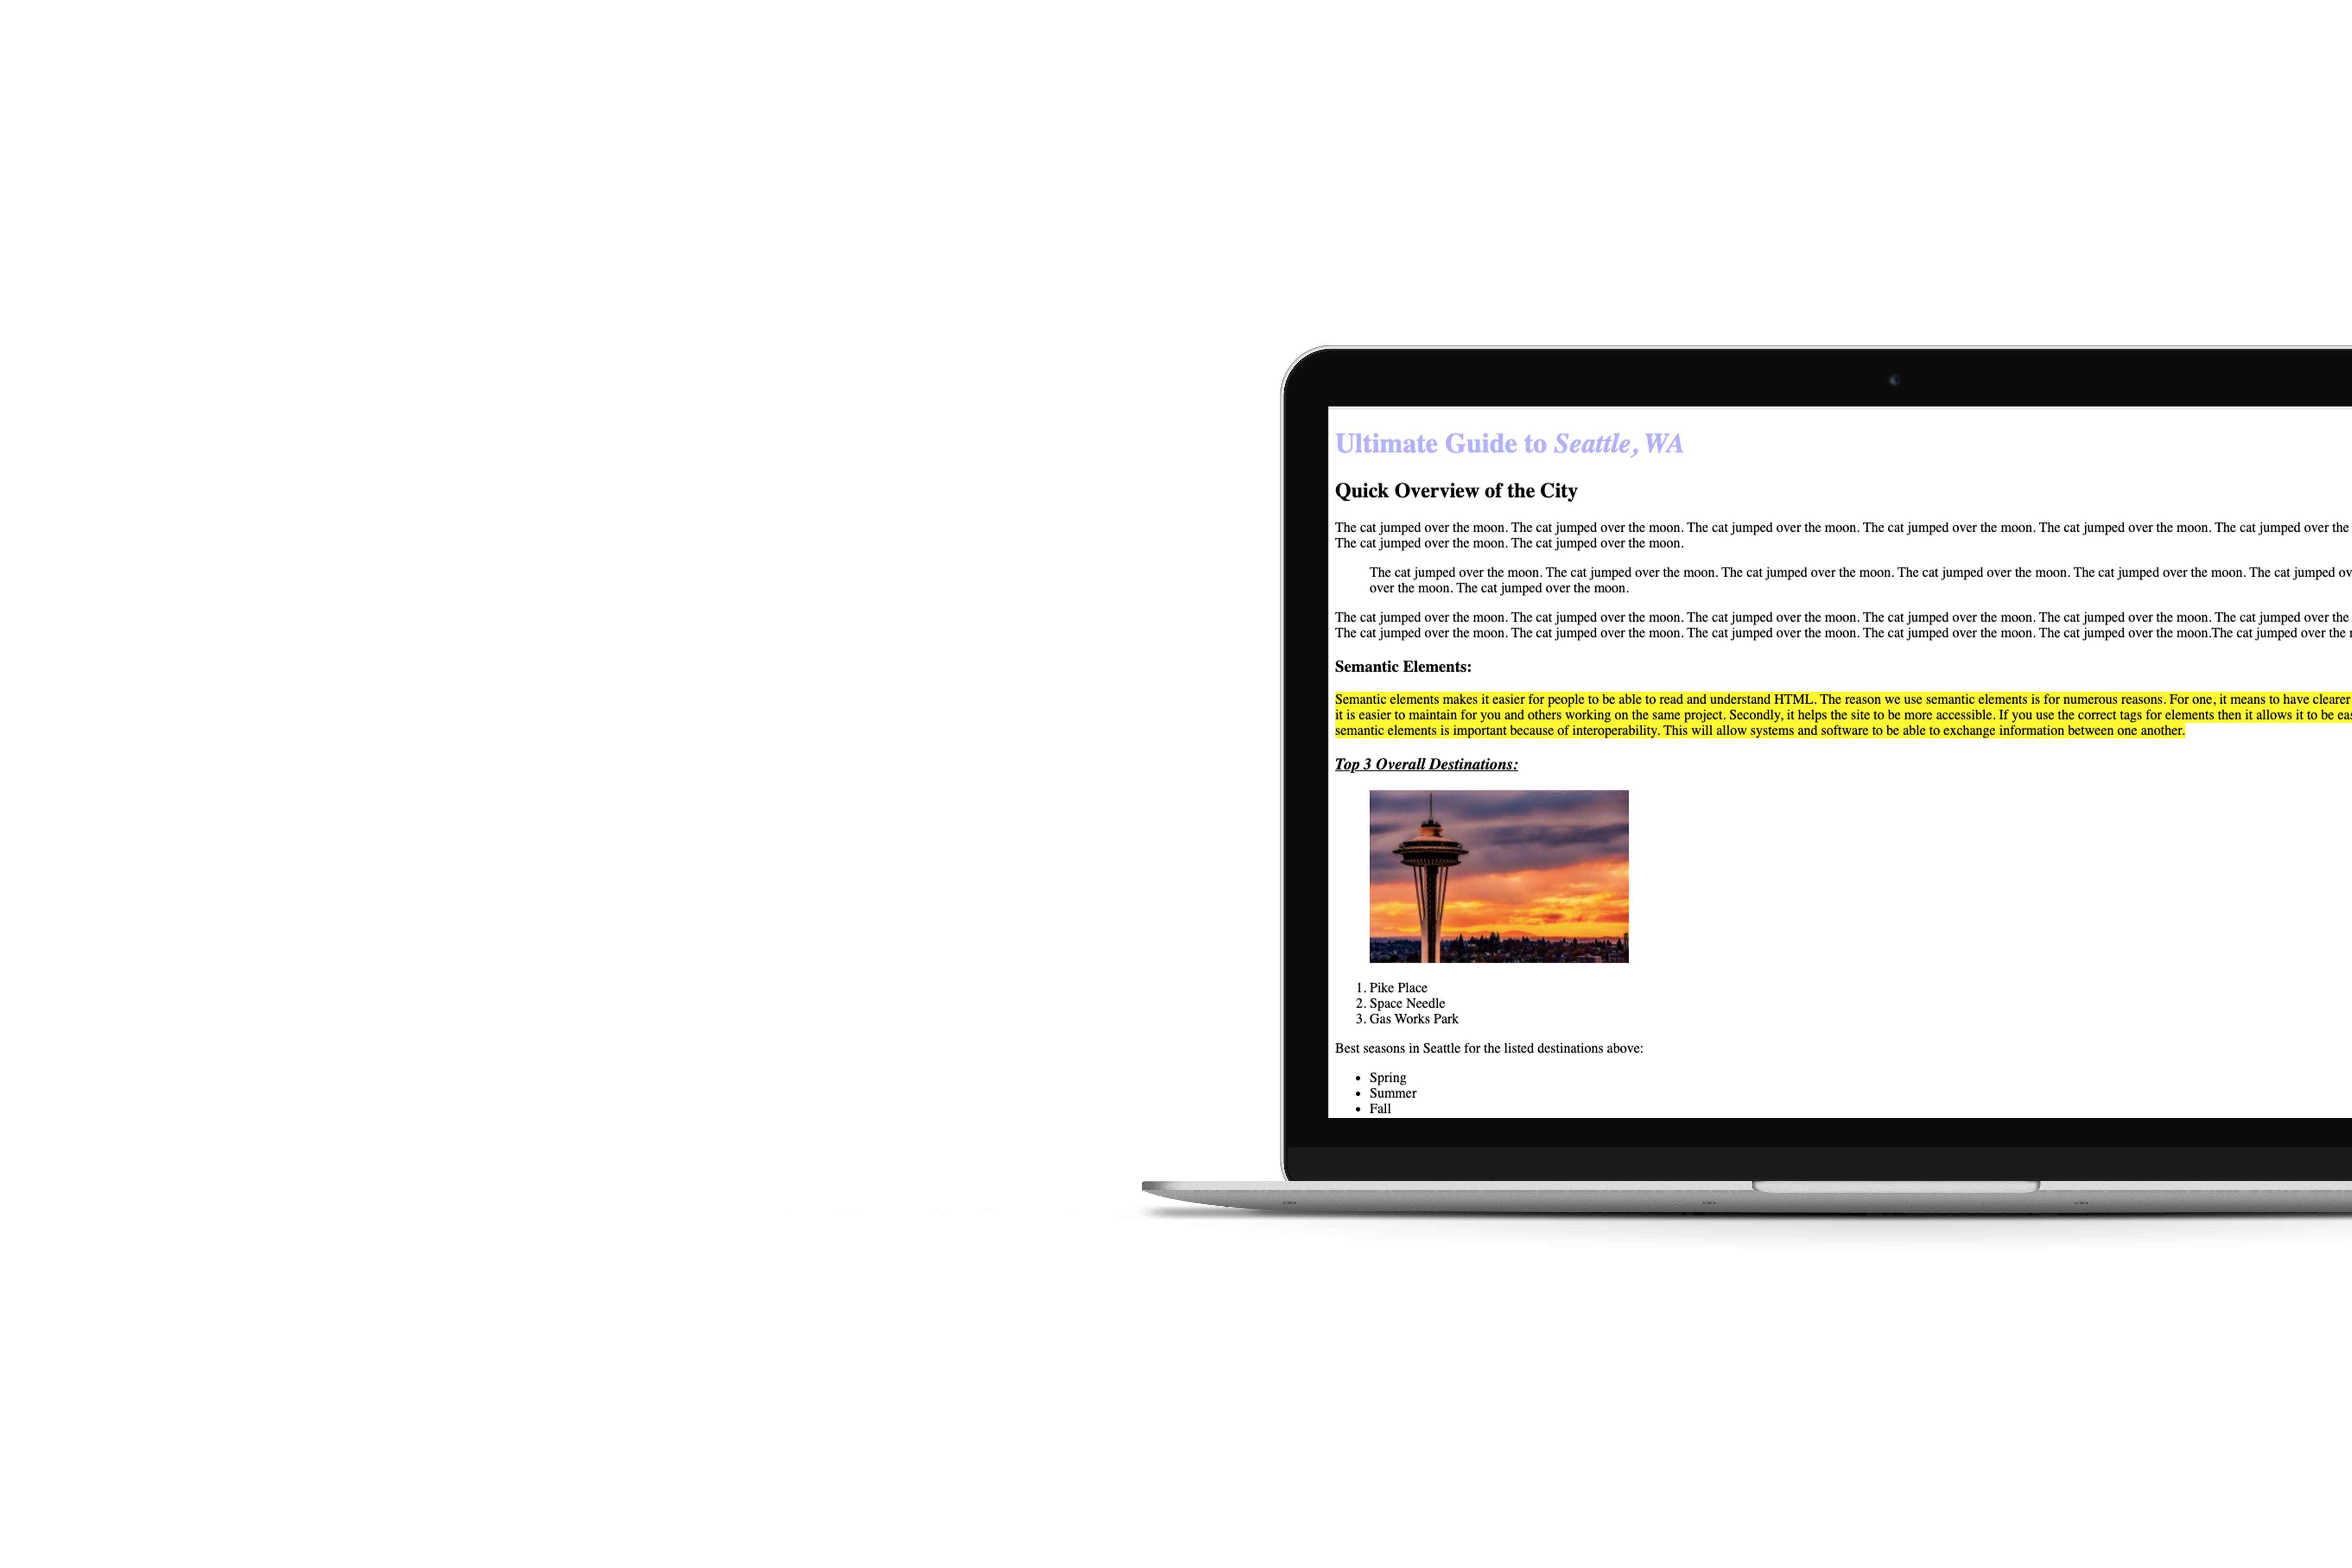 Ultimate Guide to Seattle, WA
Quick Overview of the City
The cat jumped over the moon. The cat jumped over the moon. The cat jumped over the moon. The cat jumped over the moon. The cat jumped over the moon. The cat jumped over the
The cat jumped over the moon. The cat jumped over the moon.
The cat jumped over the moon. The cat jumped over the moon. The cat jumped over the moon. The cat jumped over the moon. The cat jumped over the moon. The cat jumped
over the moon. The cat jumped over the moon.
The cat jumped over the moon. The cat jumped over the moon. The cat jumped over the moon. The cat jumped over the moon. The cat jumped over the moon. The cat jumped over the
The cat jumped over the moon. The cat jumped over the moon. The cat jumped over the moon. The cat jumped over the moon. The cat jumped over the moon.The cat jumped over the
Semantic Elements:
Semantic elements makes it easier for people to be able to read and understand HTML. The reason we use semantic elements is for numerous reasons. For one, it means to have clearer
it is easier to maintain for you and others working on the same project. Secondly, it helps the site to be more accessible. If you use the correct tags for elements then it allows it to be
semantic elements is important because of interoperability. This will allow systems and software to be able to exchange information between one another.
Top 3 Overall Destinations:
1. Pike Place
2. Space Needle
3. Gas Works Park
Best seasons in Seattle for the listed destinations above:
• Spring
• Summer
• Fall